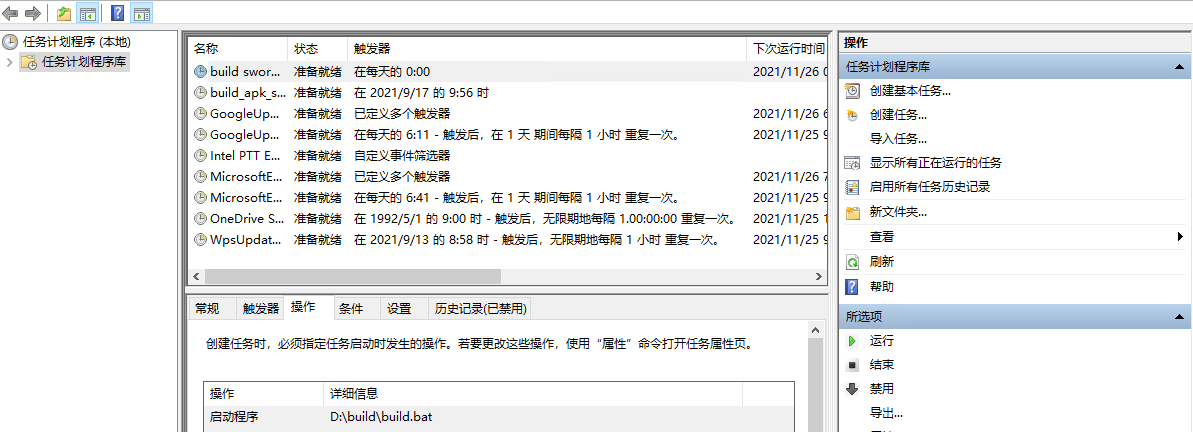 任务计划程序 (本地)
任务计划程序库
名称 状态 触发器 下次运行时间
build swor... 准备就绪 在每天的 0:00 2021/11/26 0
build_apk_s... 准备就绪 在 2021/9/17 的 9:56 时
GoogleUp... 准备就绪 已定义多个触发器 2021/11/26 6
GoogleUp... 准备就绪 在每天的 6:11 - 触发后，在 1 天 期间每隔 1 小时 重复一次。 2021/11/25 9
Intel PTT E... 准备就绪 自定义事件筛选器
MicrosoftE... 准备就绪 已定义多个触发器 2021/11/26 7
MicrosoftE... 准备就绪 在每天的 6:41 - 触发后，在 1 天 期间每隔 1 小时 重复一次。 2021/11/25 9
OneDrive S... 准备就绪 在 1992/5/1 的 9:00 时 - 触发后，无限期地每隔 1.00:00:00 重复一次。 2021/11/25 1
WpsUpdat... 准备就绪 在 2021/9/13 的 8:58 时 - 触发后，无限期地每隔 1 小时 重复一次。 2021/11/25 9
常规 触发器 操作 条件 设置 历史记录(已禁用)
创建任务时，必须指定任务启动时发生的操作。若要更改这些操作，使用“属性”命令打开任务属性页。
操作 详细信息
启动程序 D:\build\build.bat
操作
任务计划程序库
创建基本任务...
创建任务...
导入任务...
显示所有正在运行的任务
启用所有任务历史记录
新文件夹...
查看
刷新
帮助
所选项
运行
结束
禁用
导出...